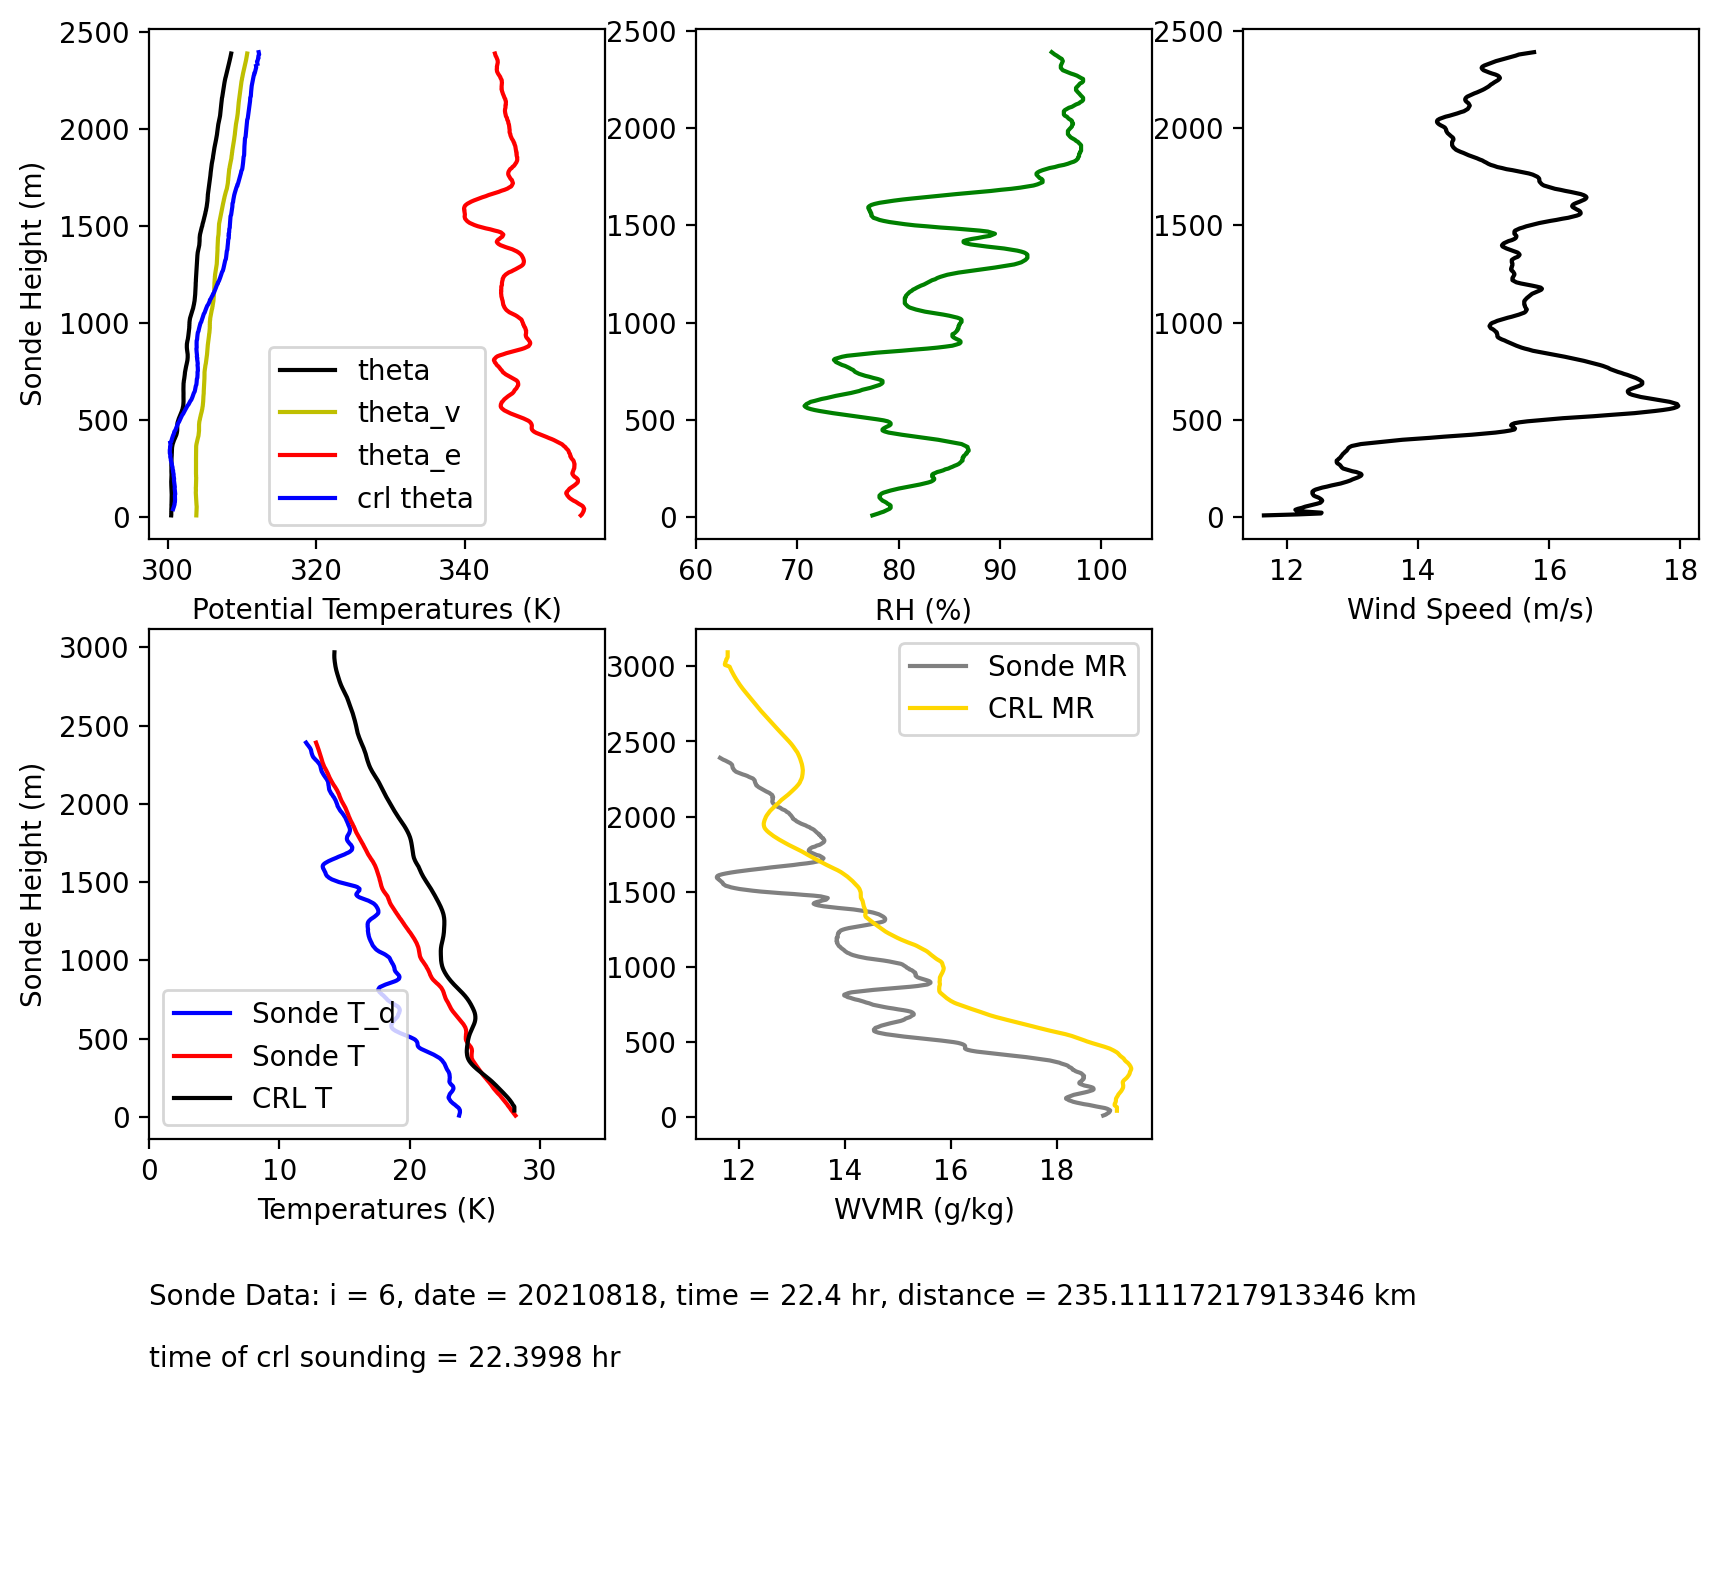 2500
2000
1500
1000
500
0
Sonde Height (m)
theta
theta_v
theta_e
crl theta
300 320 340
Potential Temperatures (K)
2500
2000
1500
1000
500
0
60 70 80 90 100
RH (%)
2500
2000
1500
1000
500
0
12 14 16 18
Wind Speed (m/s)
3000
2500
2000
1500
1000
500
0
Sonde Height (m)
Sonde T_d
Sonde T
CRL T
0 10 20 30
Temperatures (K)
3000
2500
2000
1500
1000
500
0
Sonde MR
CRL MR
12 14 16 18
WVMR (g/kg)
Sonde Data: i = 6, date = 20210818, time = 22.4 hr, distance = 235.11117217913346 km
time of crl sounding = 22.3998 hr